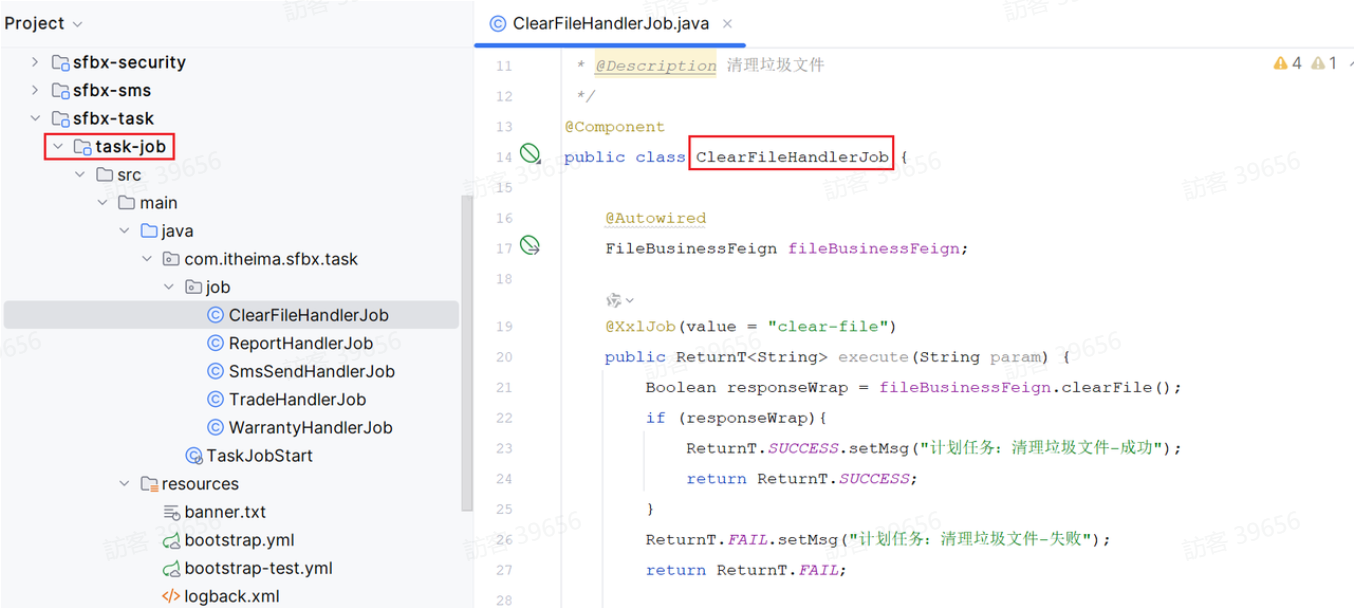 Project
sfbx-security
sfbx-sms
sfbx-task
task-job
src
main
java
com.itheima.sfbx.task
job
ClearFileHandlerJob
ReportHandlerJob
SmsSendHandlerJob
TradeHandlerJob
WarrantyHandlerJob
TaskJobStart
resources
banner.txt
bootstrap.yml
bootstrap-test.yml
logback.xml
ClearFileHandlerJob.java ×
4 1
11 * @Description 清理垃圾文件
12 */
13 @Component
14 public class ClearFileHandlerJob {
15
16 @Autowired
17 FileBusinessFeign fileBusinessFeign;
18
19 @XxlJob(value = "clear-file")
20 public ReturnT<String> execute(String param) {
21 Boolean responseWrap = fileBusinessFeign.clearFile();
22 if (responseWrap){
23 ReturnT.SUCCESS.setMsg("计划任务：清理垃圾文件-成功");
24 return ReturnT.SUCCESS;
25 }
26 ReturnT.FAIL.setMsg("计划任务：清理垃圾文件-失败");
27 return ReturnT.FAIL;
28
訪客 39656